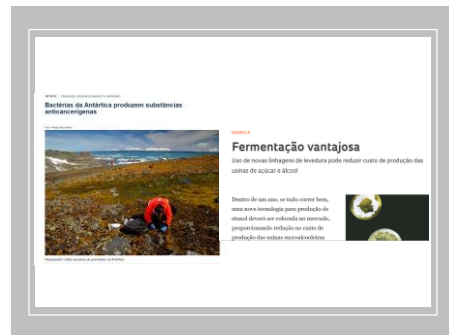 Bactérias da Antártica produzem substâncias
anticancerígenas
ENERGIA
Fermentação vantajosa
Uso de novas linhagens de levedura pode reduzir custo de produção das
usinas de açúcar e álcool
Dentro de um ano, se tudo correr bem,
uma nova tecnologia para produção de
etanol deverá ser colocada no mercado,
proporcionando redução no custo de
produção das usinas sucroalcooleiras